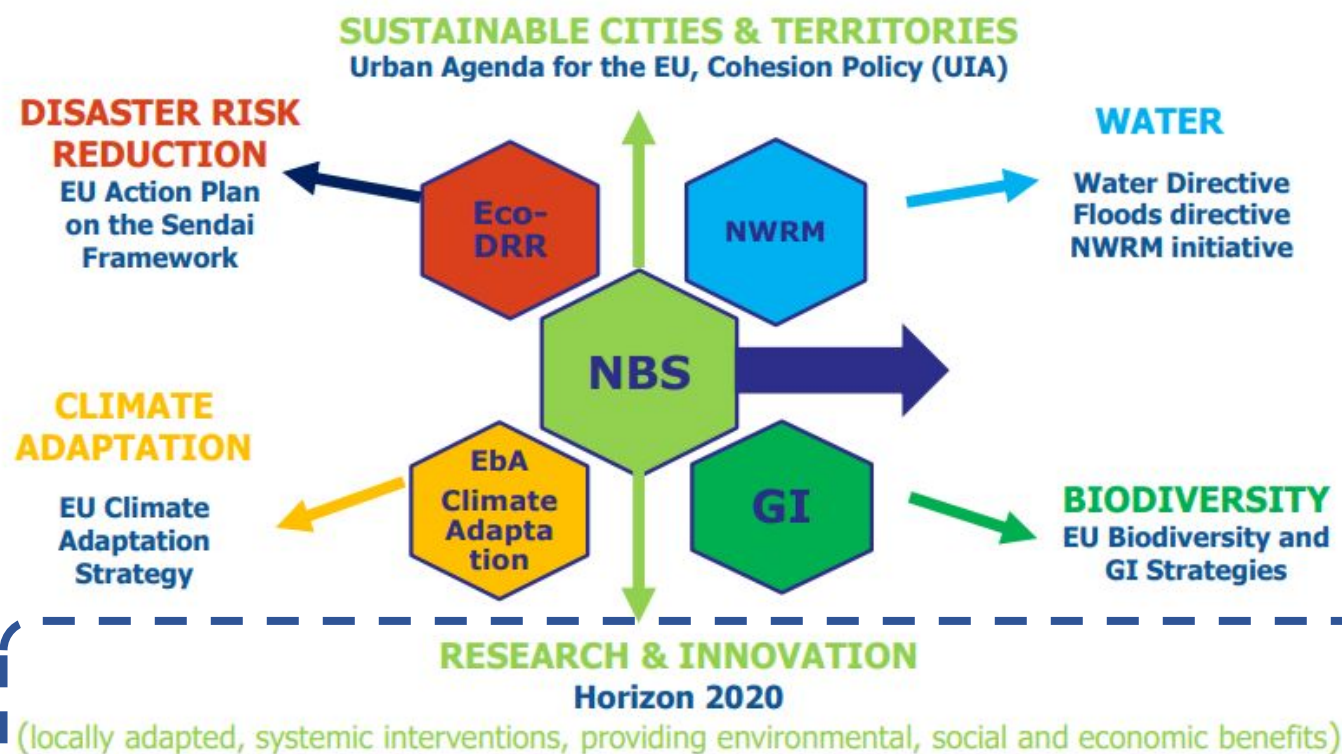 SUSTAINABLE CITIES & TERRITORIES
Urban Agenda for the EU, Cohesion Policy (UIA)
DISASTER RISK
REDUCTION
EU Action Plan
on the Sendai
Framework
Eco-
DRR
NWRM
WATER
Water Directive
Floods directive
NWRM initiative
NBS
CLIMATE
ADAPTATION
EU Climate
Adaptation
Strategy
EbA
Climate
Adapta
tion
GI
BIODIVERSITY
EU Biodiversity and
GI Strategies
RESEARCH & INNOVATION
Horizon 2020
(locally adapted, systemic interventions, providing environmental, social and economic benefits)